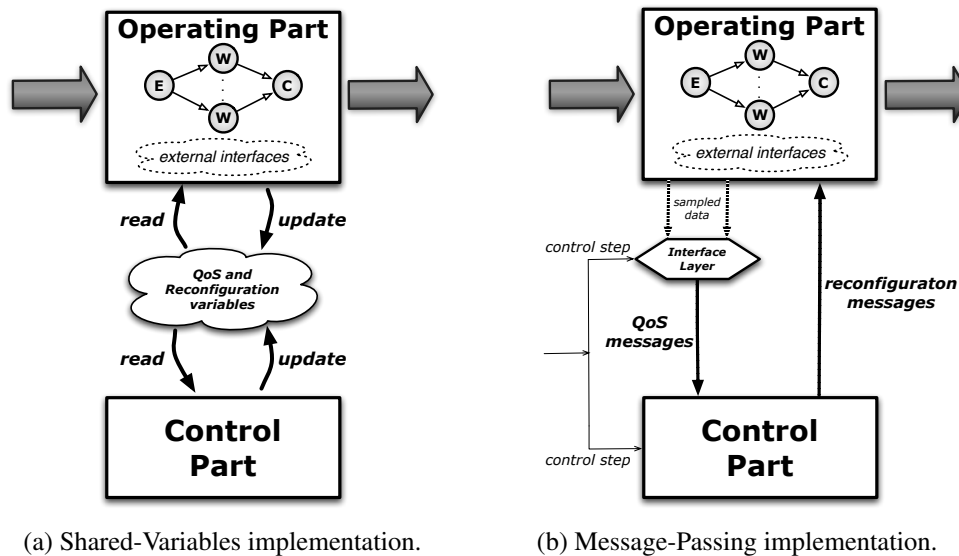 Operating Part
W
E
C
W
external interfaces
read
update
QoS and
Reconfiguration
variables
read
update
Control
Part
(a) Shared-Variables implementation.
Operating Part
W
E
C
W
external interfaces
sampled
data
control step
Interface
Layer
reconfiguraton
messages
QoS
messages
control step
Control
Part
(b) Message-Passing implementation.